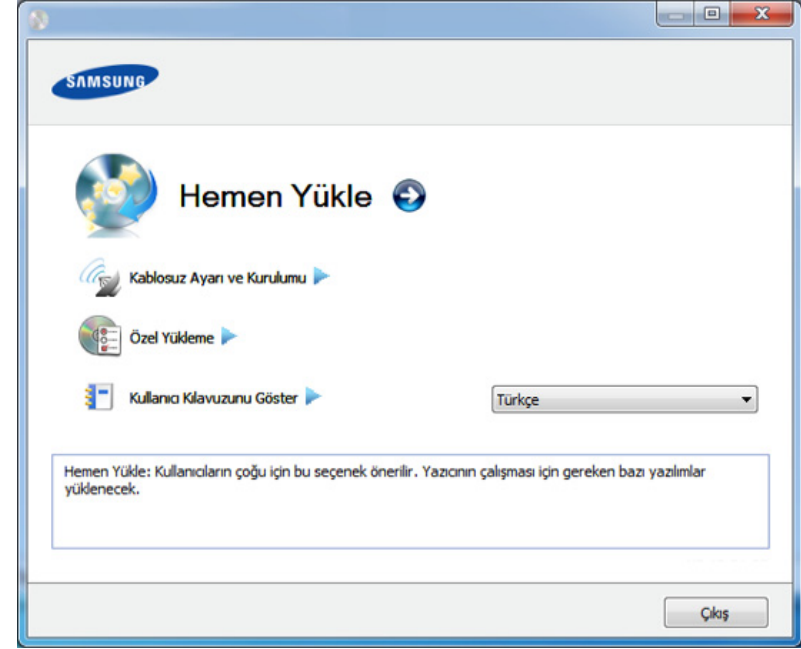 SAMSUNG
Hemen Yükle
Kablosuz Ayarı ve Kurulumu
Özel Yükleme
Kullanıcı Kılavuzunu Göster
Türkçe
Hemen Yükle: Kullanıcıların çoğu için bu seçenek önerilir. Yazıcının çalışması için gereken bazı yazılımlar
yüklenecek.
Çıkış